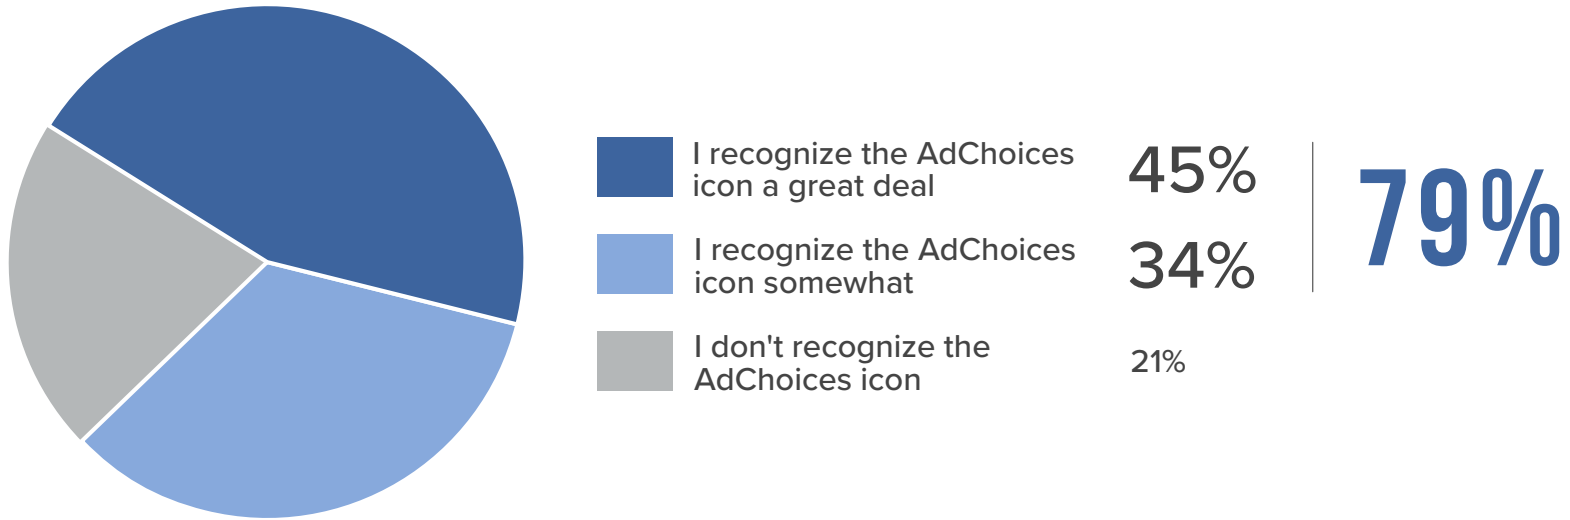 I recognize the AdChoices
icon a great deal
45%
I recognize the AdChoices
icon somewhat
34%
79%
I don't recognize the
AdChoices icon
21%